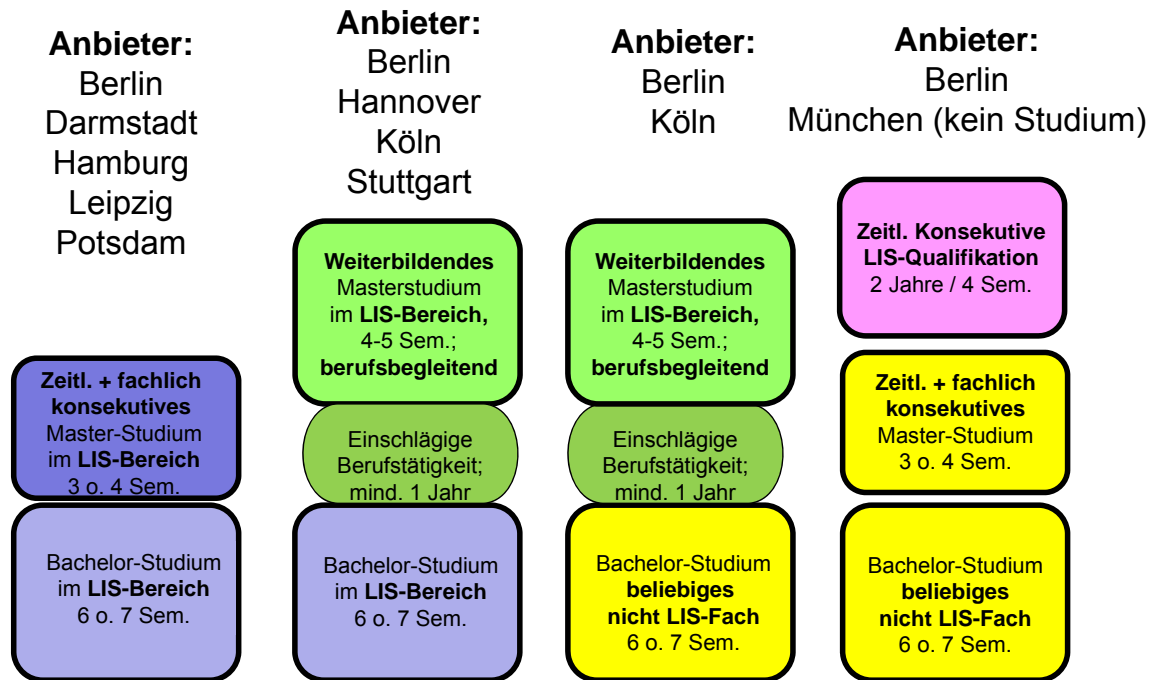 Anbieter:
Berlin
Darmstadt
Hamburg
Leipzig
Potsdam
Zeitl. + fachlich
konsekutives
Master-Studium
im LIS-Bereich
3 o. 4 Sem.
Bachelor-Studium
im LIS-Bereich
6 o. 7 Sem.
Anbieter:
Berlin
Hannover
Köln
Stuttgart
Weiterbildendes
Masterstudium
im LIS-Bereich,
4-5 Sem.;
berufsbegleitend
Einschlägige
Berufstätigkeit;
mind. 1 Jahr
Bachelor-Studium
im LIS-Bereich
6 o. 7 Sem.
Anbieter:
Berlin
Köln
Weiterbildendes
Masterstudium
im LIS-Bereich,
4-5 Sem.;
berufsbegleitend
Einschlägige
Berufstätigkeit;
mind. 1 Jahr
Bachelor-Studium
beliebiges
nicht LIS-Fach
6 o. 7 Sem.
Anbieter:
Berlin
München (kein Studium)
Zeitl. Konsekutive
LIS-Qualifikation
2 Jahre / 4 Sem.
Zeitl. + fachlich
konsekutives
Master-Studium
3 o. 4 Sem.
Bachelor-Studium
beliebiges
nicht LIS-Fach
6 o. 7 Sem.